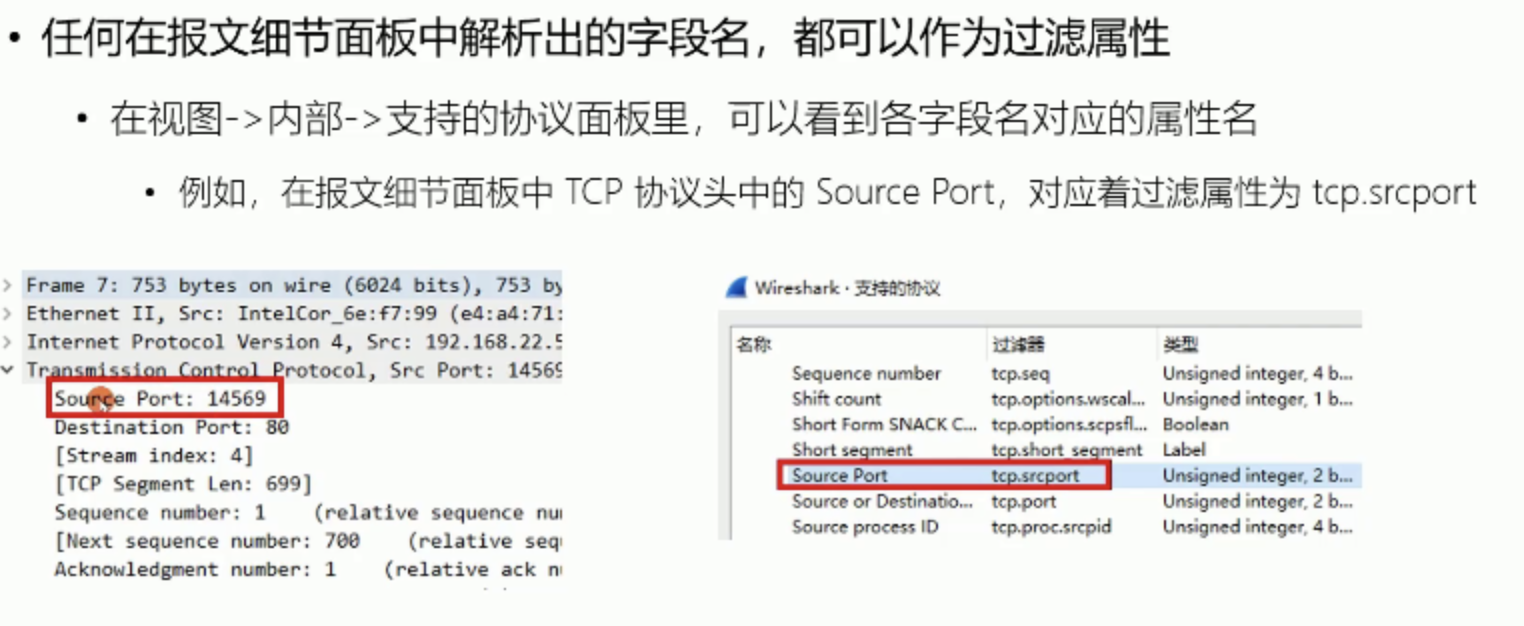 • 任何在报文细节面板中解析出的字段名，都可以作为过滤属性
• 在视图->内部->支持的协议面板里，可以看到各字段名对应的属性名
• 例如，在报文细节面板中 TCP 协议头中的 Source Port，对应着过滤属性为 tcp.srcport
Frame 7: 753 bytes on wire (6024 bits), 753 by
Ethernet II, Src: IntelCor_6e:f7:99 (e4:a4:71:
Internet Protocol Version 4, Src: 192.168.22.5
Transmission Control Protocol, Src Port: 14569
Source Port: 14569
Destination Port: 80
[Stream index: 4]
[TCP Segment Len: 699]
Sequence number: 1 (relative sequence nu
[Next sequence number: 700 (relative seq
Acknowledgment number: 1 (relative ack n
Wireshark · 支持的协议
名称 过滤器 类型
Sequence number tcp.seq Unsigned integer, 4 b...
Shift count tcp.options.wscal... Unsigned integer, 1 b...
Short Form SNACK C... tcp.options.scpsfl... Boolean
Short segment tcp.short_segment Label
Source Port tcp.srcport Unsigned integer, 2 b...
Source or Destinatio... tcp.port Unsigned integer, 2 b...
Source process ID tcp.proc.srcpid Unsigned integer, 4 b...